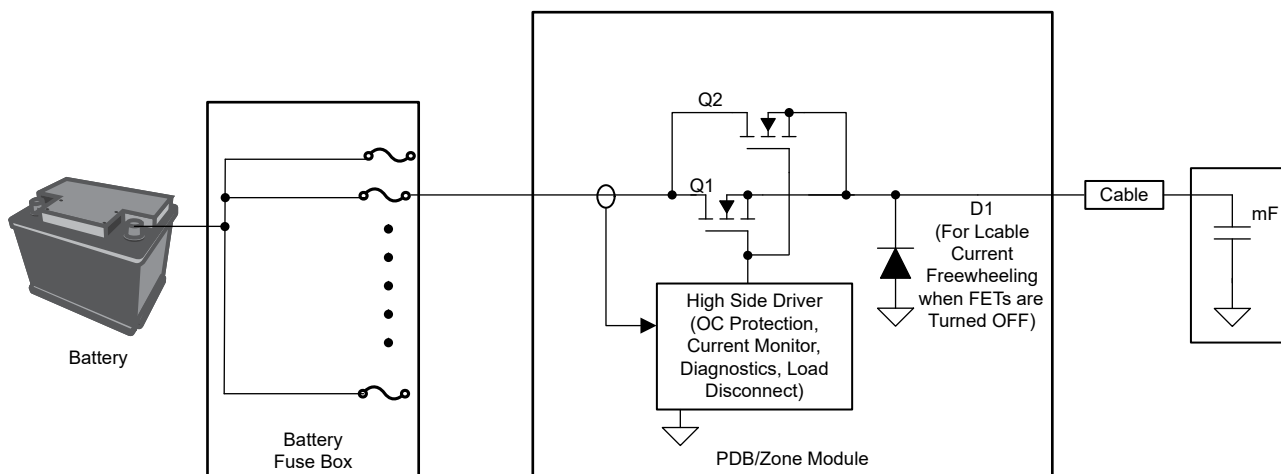 Battery
Battery
Fuse Box
Q2
Q1
High Side Driver
(OC Protection,
Current Monitor,
Diagnostics, Load
Disconnect)
D1
(For Lcable
Current
Freewheeling
when FETs are
Turned OFF)
PDB/Zone Module
Cable
mF